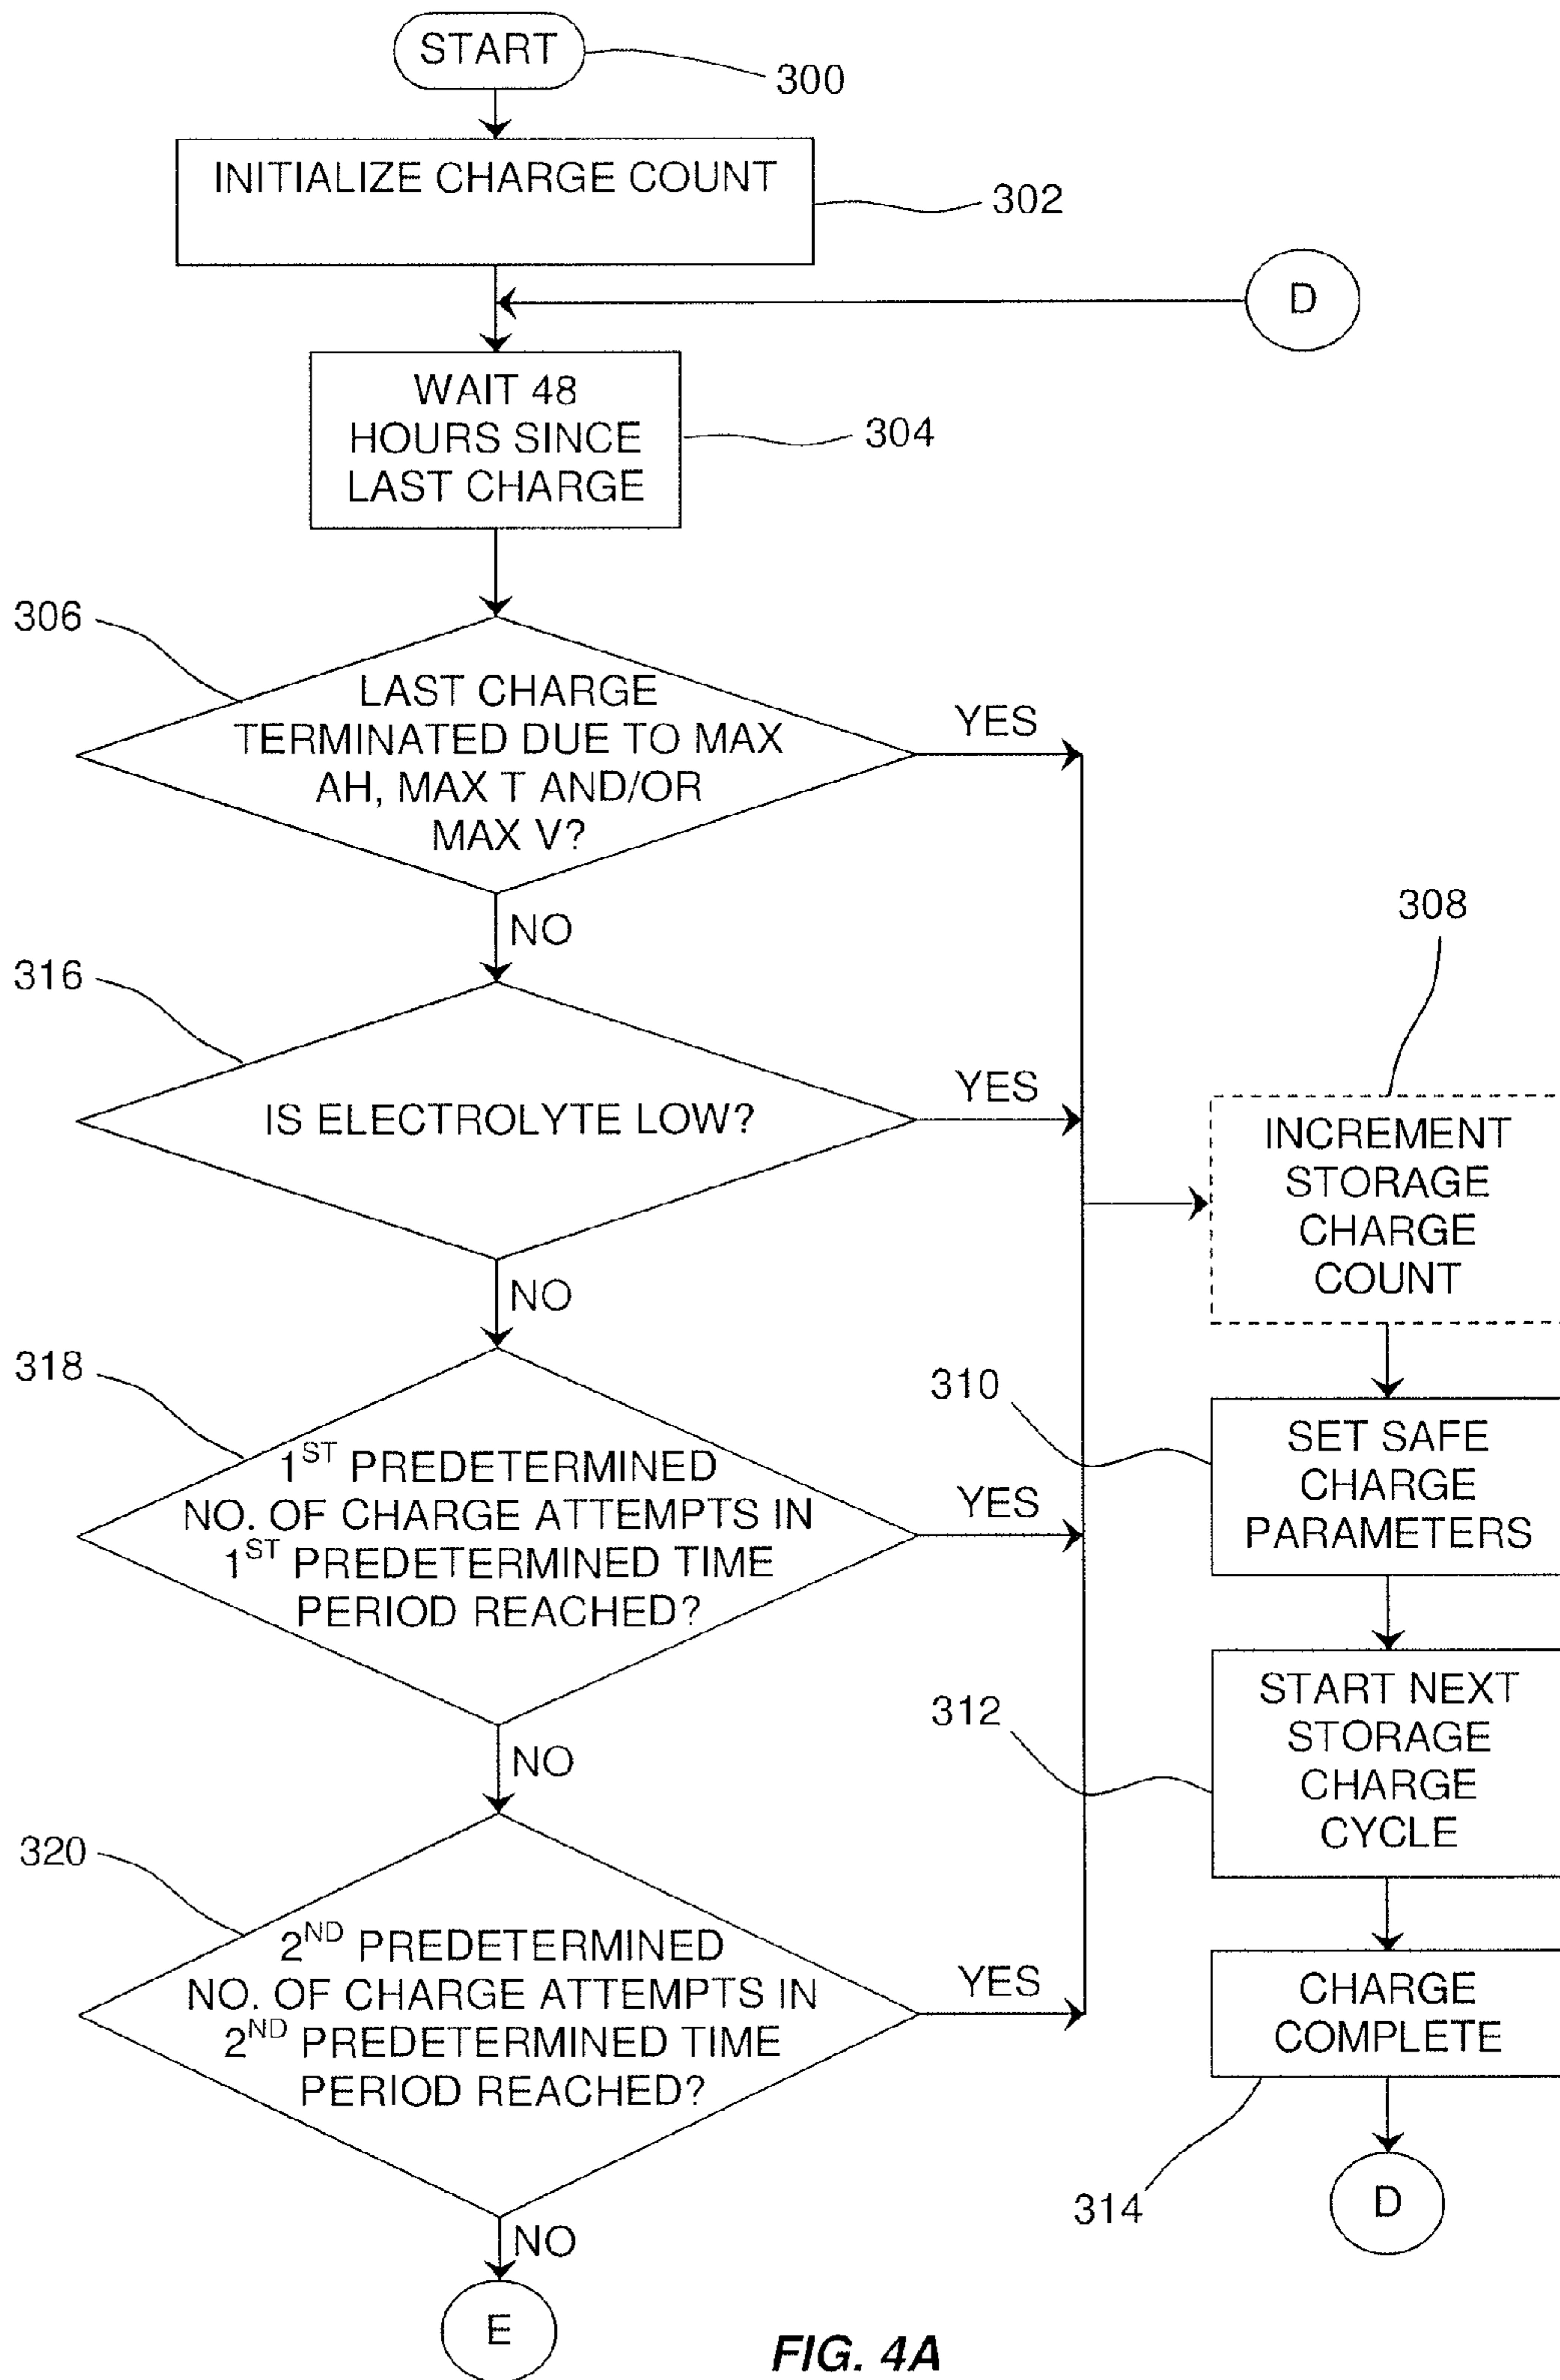 START
300
INITIALIZE CHARGE COUNT
302
D
WAIT 48
HOURS SINCE
LAST CHARGE
304
306
LAST CHARGE
TERMINATED DUE TO MAX
AH, MAX T AND/OR
MAX V?
YES
NO
316
IS ELECTROLYTE LOW?
YES
NO
308
INCREMENT
STORAGE
CHARGE
COUNT
318
1ST PREDETERMINED
NO. OF CHARGE ATTEMPTS IN
1ST PREDETERMINED TIME
PERIOD REACHED?
YES
NO
310
SET SAFE
CHARGE
PARAMETERS
312
START NEXT
STORAGE
CHARGE
CYCLE
320
2ND PREDETERMINED
NO. OF CHARGE ATTEMPTS IN
2ND PREDETERMINED TIME
PERIOD REACHED?
YES
NO
CHARGE
COMPLETE
314
D
E
FIG. 4A